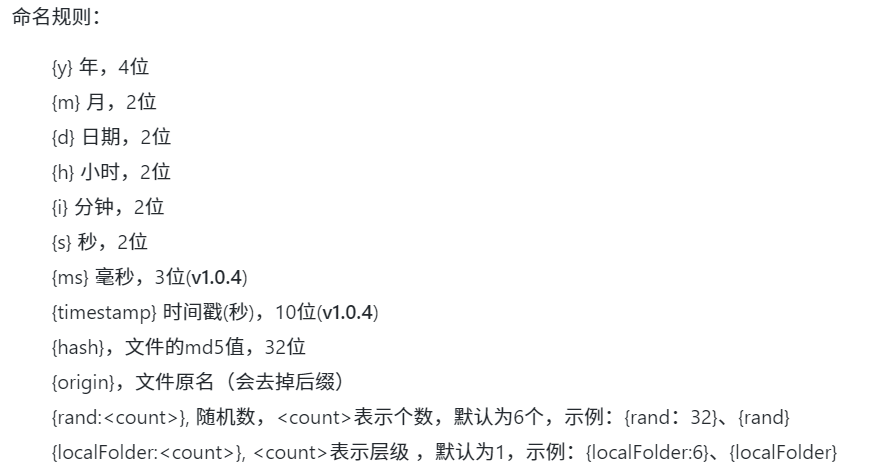 命名规则：
{y} 年，4位
{m} 月，2位
{d} 日期，2位
{h} 小时，2位
{i} 分钟，2位
{s} 秒，2位
{ms} 毫秒，3位(v1.0.4)
{timestamp} 时间戳(秒)，10位(v1.0.4)
{hash}，文件的md5值，32位
{origin}，文件原名（会去掉后缀）
{rand:<count>}, 随机数，<count>表示个数，默认为6个，示例：{rand：32}、{rand}
{localFolder:<count>}, <count>表示层级 ，默认为1，示例：{localFolder:6}、{localFolder}